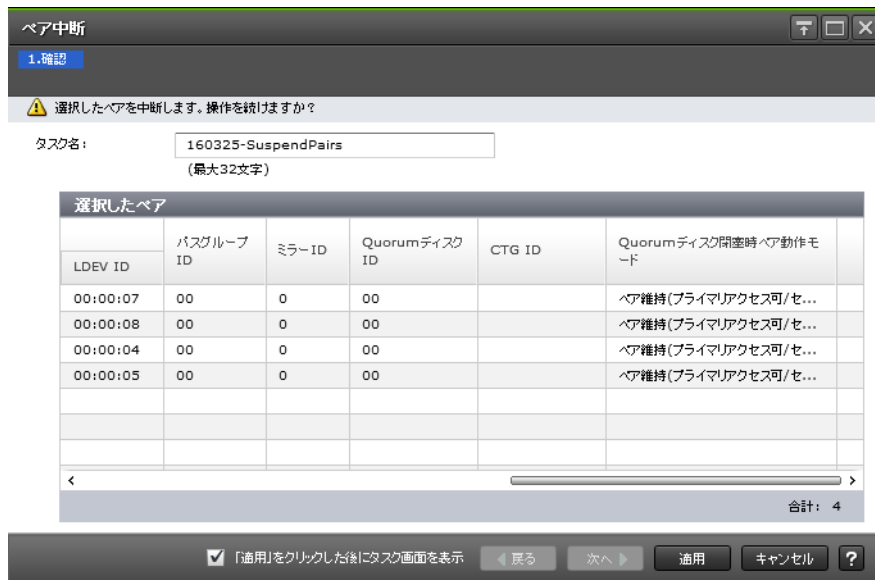 ペア中断
1.確認
選択したペアを中断します。操作を続けますか？
タスク名：
160325-SuspendPairs
(最大32文字)
選択したペア
LDEV ID
パスグループ
ID
ミラーID
Quorumディスク
ID
CTG ID
Quorumディスク閉塞時ペア動作モ
ード
00:00:07 00 0 00 ペア維持(プライマリアクセス可/セ...
00:00:08 00 0 00 ペア維持(プライマリアクセス可/セ...
00:00:04 00 0 00 ペア維持(プライマリアクセス可/セ...
00:00:05 00 0 00 ペア維持(プライマリアクセス可/セ...
合計： 4
「適用」をクリックした後にタスク画面を表示 戻る 次へ 適用 キャンセル ?